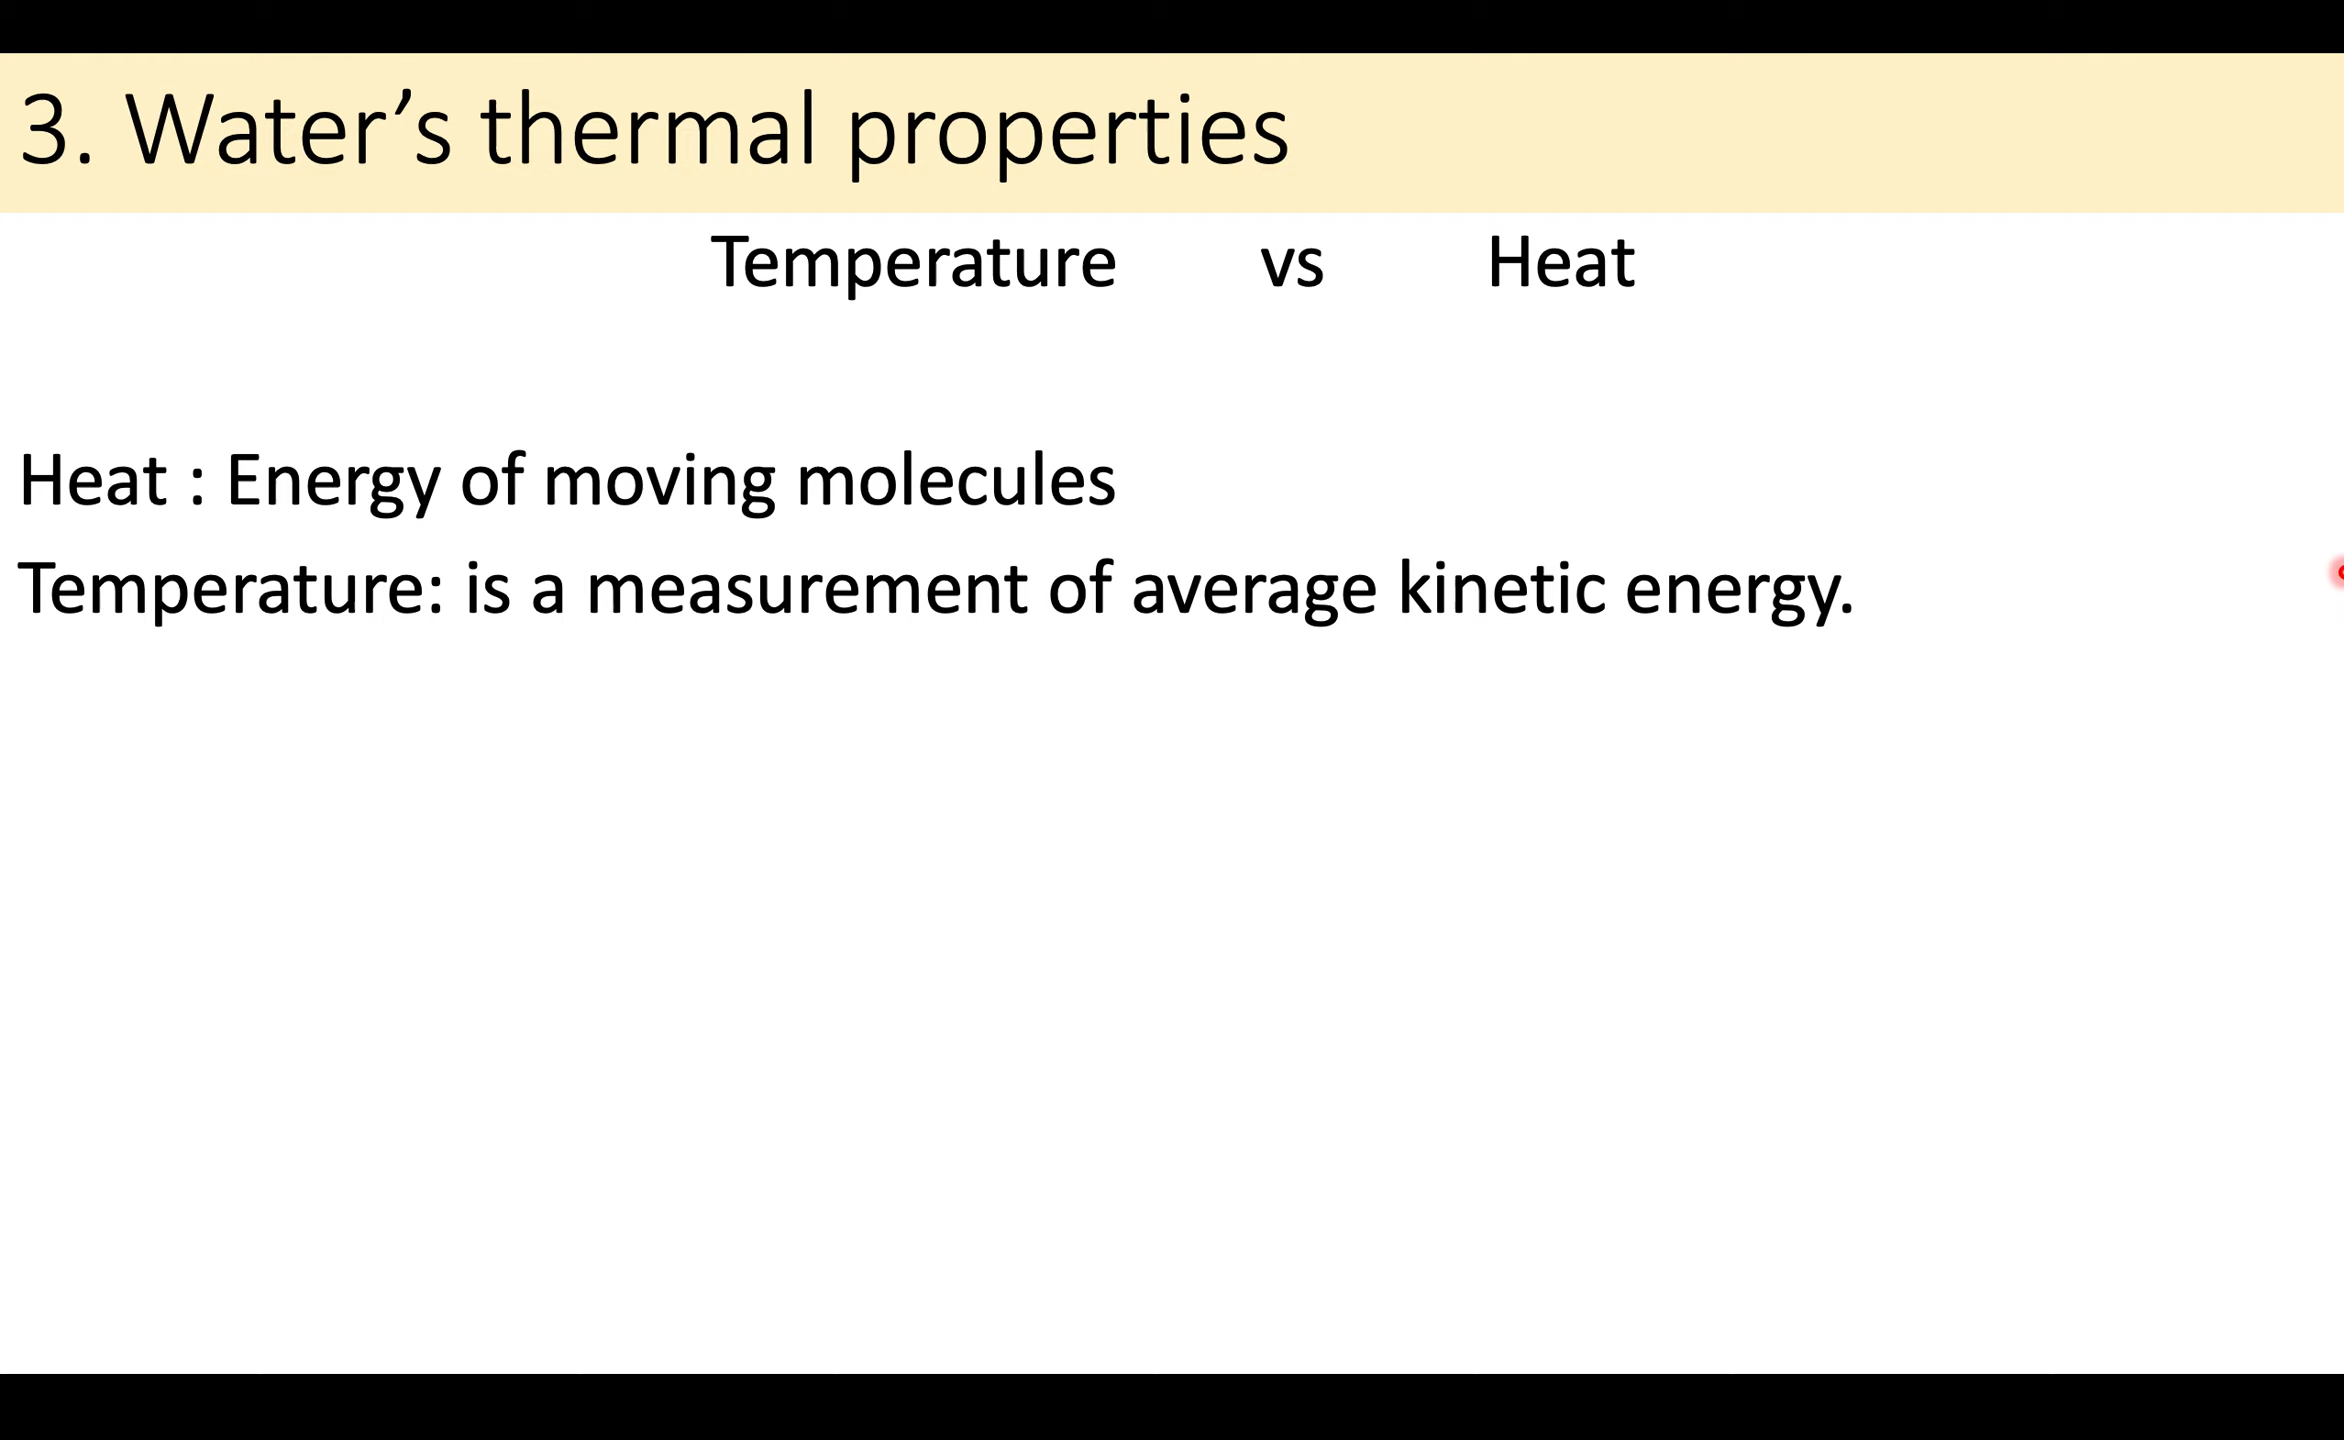 3. Water’s thermal properties
Temperature vs Heat
Heat : Energy of moving molecules
Temperature: is a measurement of average kinetic energy.